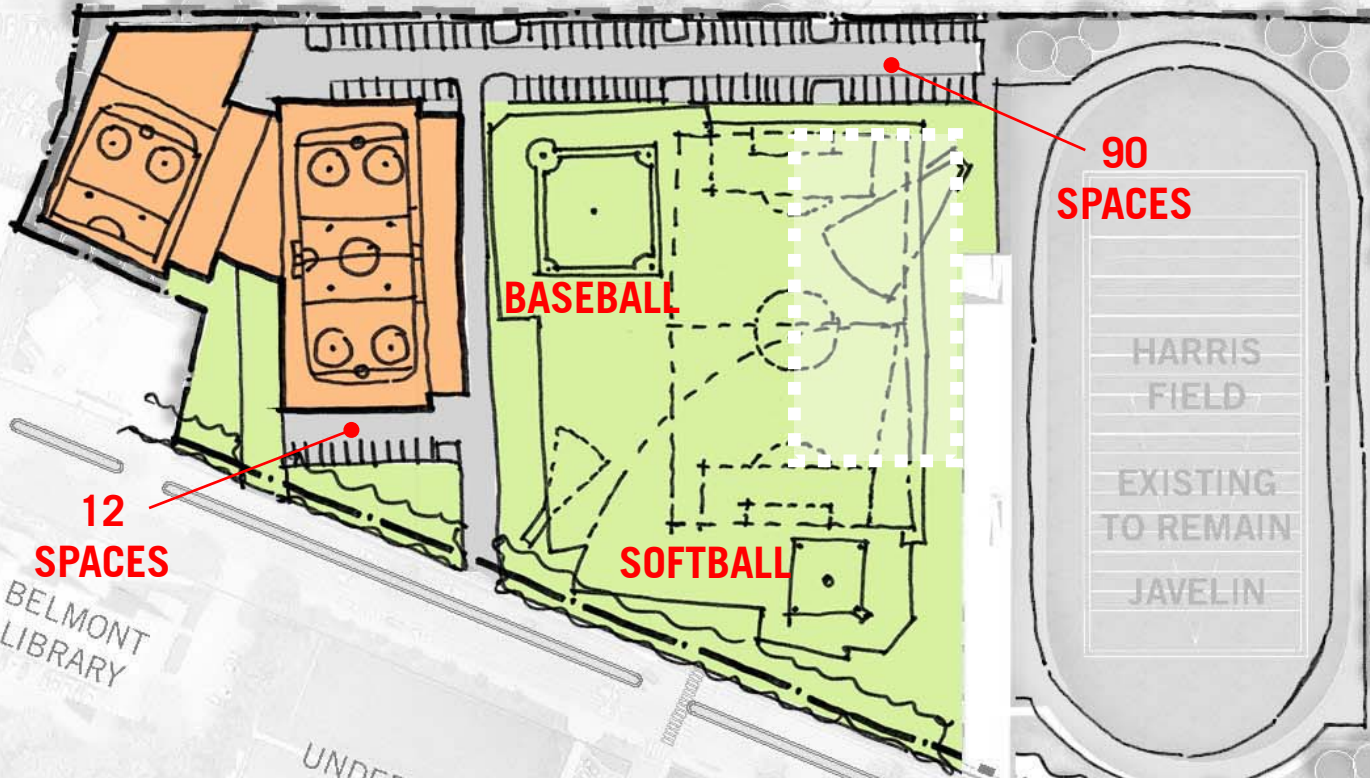 90
SPACES
BASEBALL
HARRIS
FIELD
EXISTING
TO REMAIN
JAVELIN
12
SPACES
SOFTBALL
BELMONT
LIBRARY